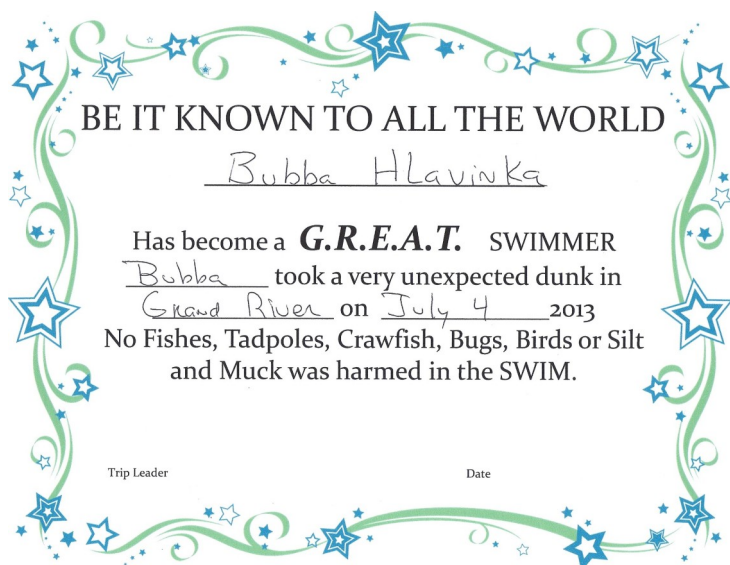 BE IT KNOWN TO ALL THE WORLD
Bubba HLavinka
Has become a G.R.E.A.T. SWIMMER
Bubba took a very unexpected dunk in
Grand River on July 4 2013
No Fishes, Tadpoles, Crawfish, Bugs, Birds or Silt
and Muck was harmed in the SWIM.
Trip Leader Date